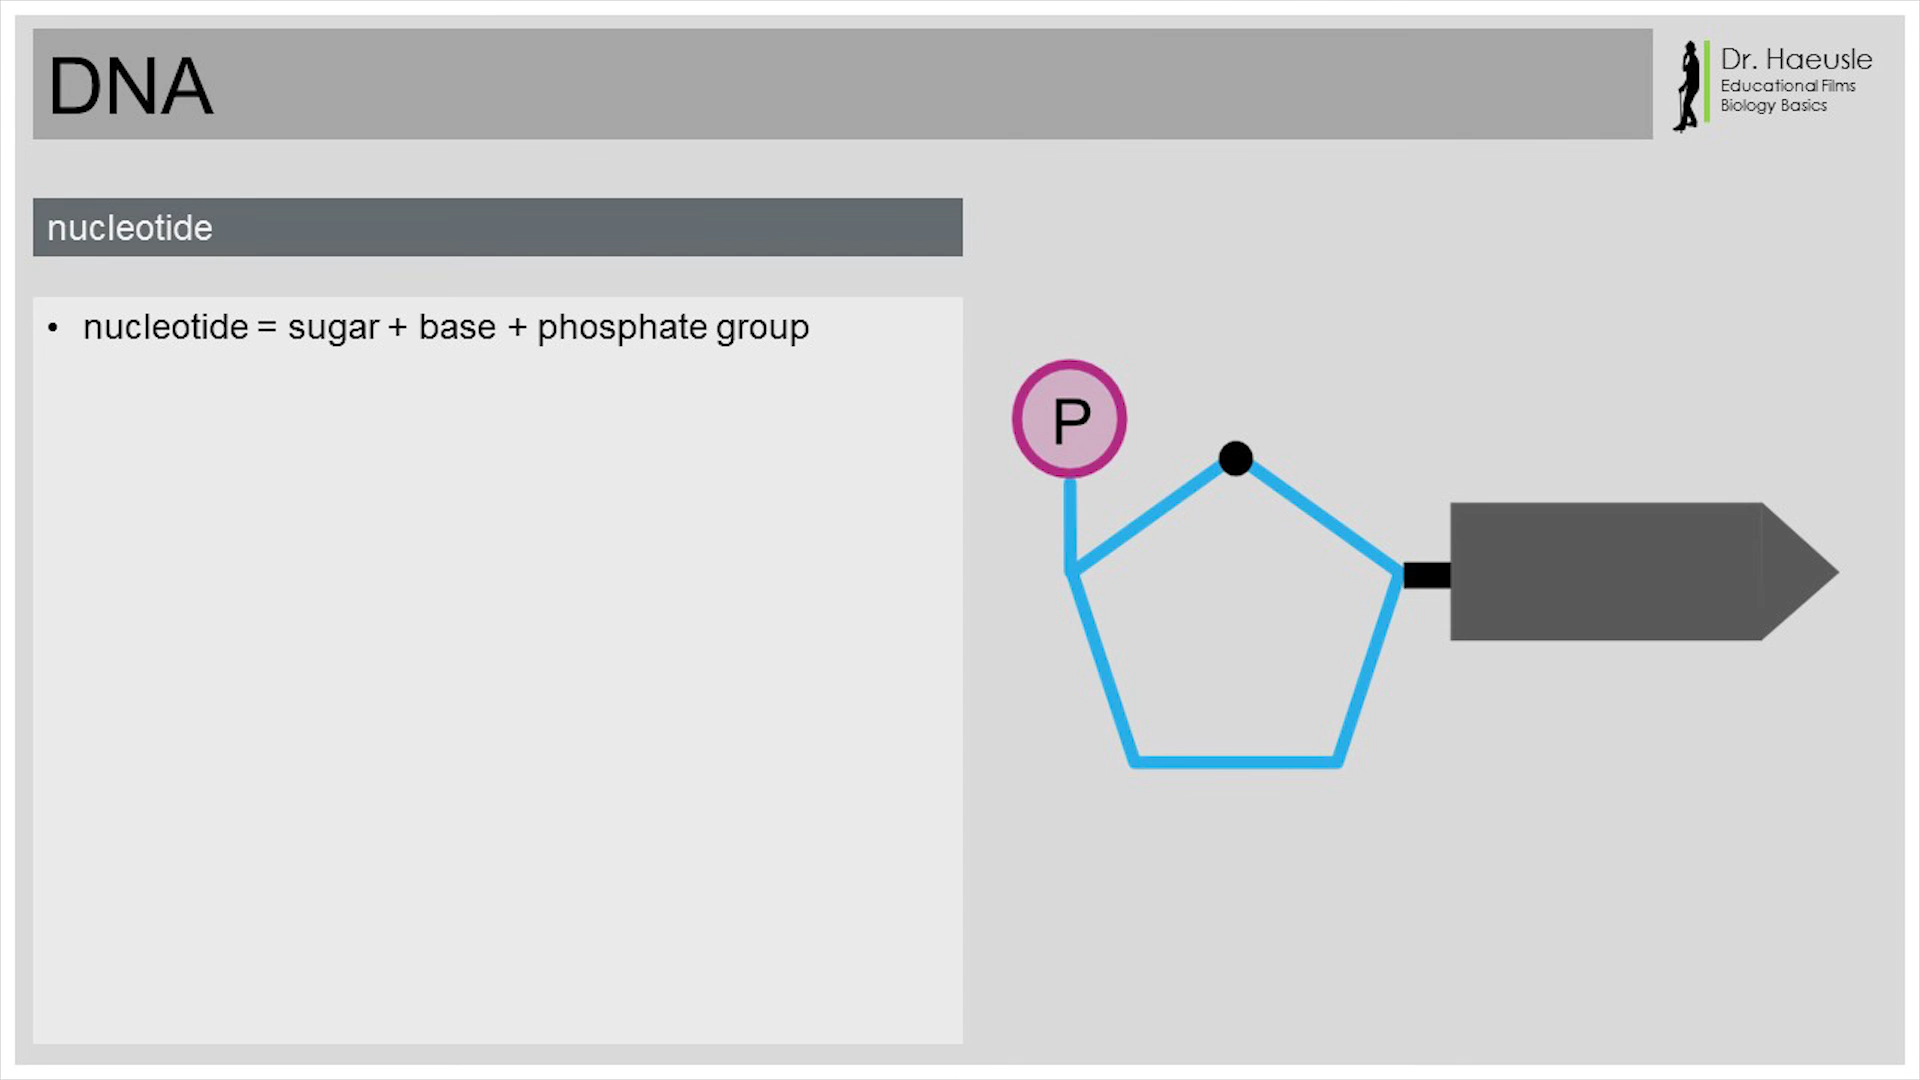 DNA
Dr. Haeusle
Educational Films
Biology Basics
nucleotide
• nucleotide = sugar + base + phosphate group
P